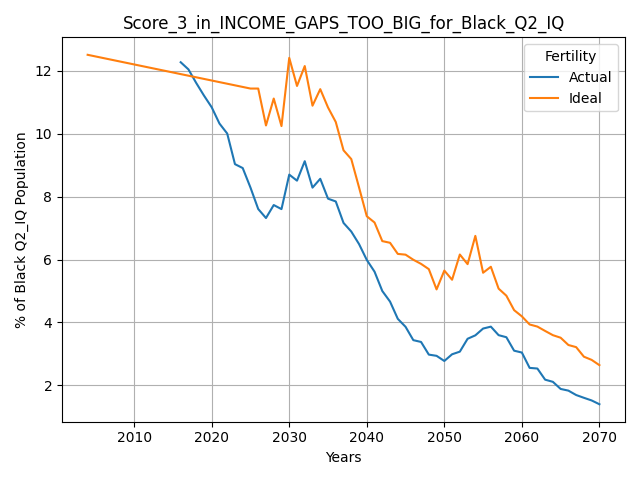 Score_3_in_INCOME_GAPS_TOO_BIG_for_Black_Q2_IQ
Fertility
Actual
Ideal
% of Black Q2_IQ Population
12
10
8
6
4
2
2010 2020 2030 2040 2050 2060 2070
Years